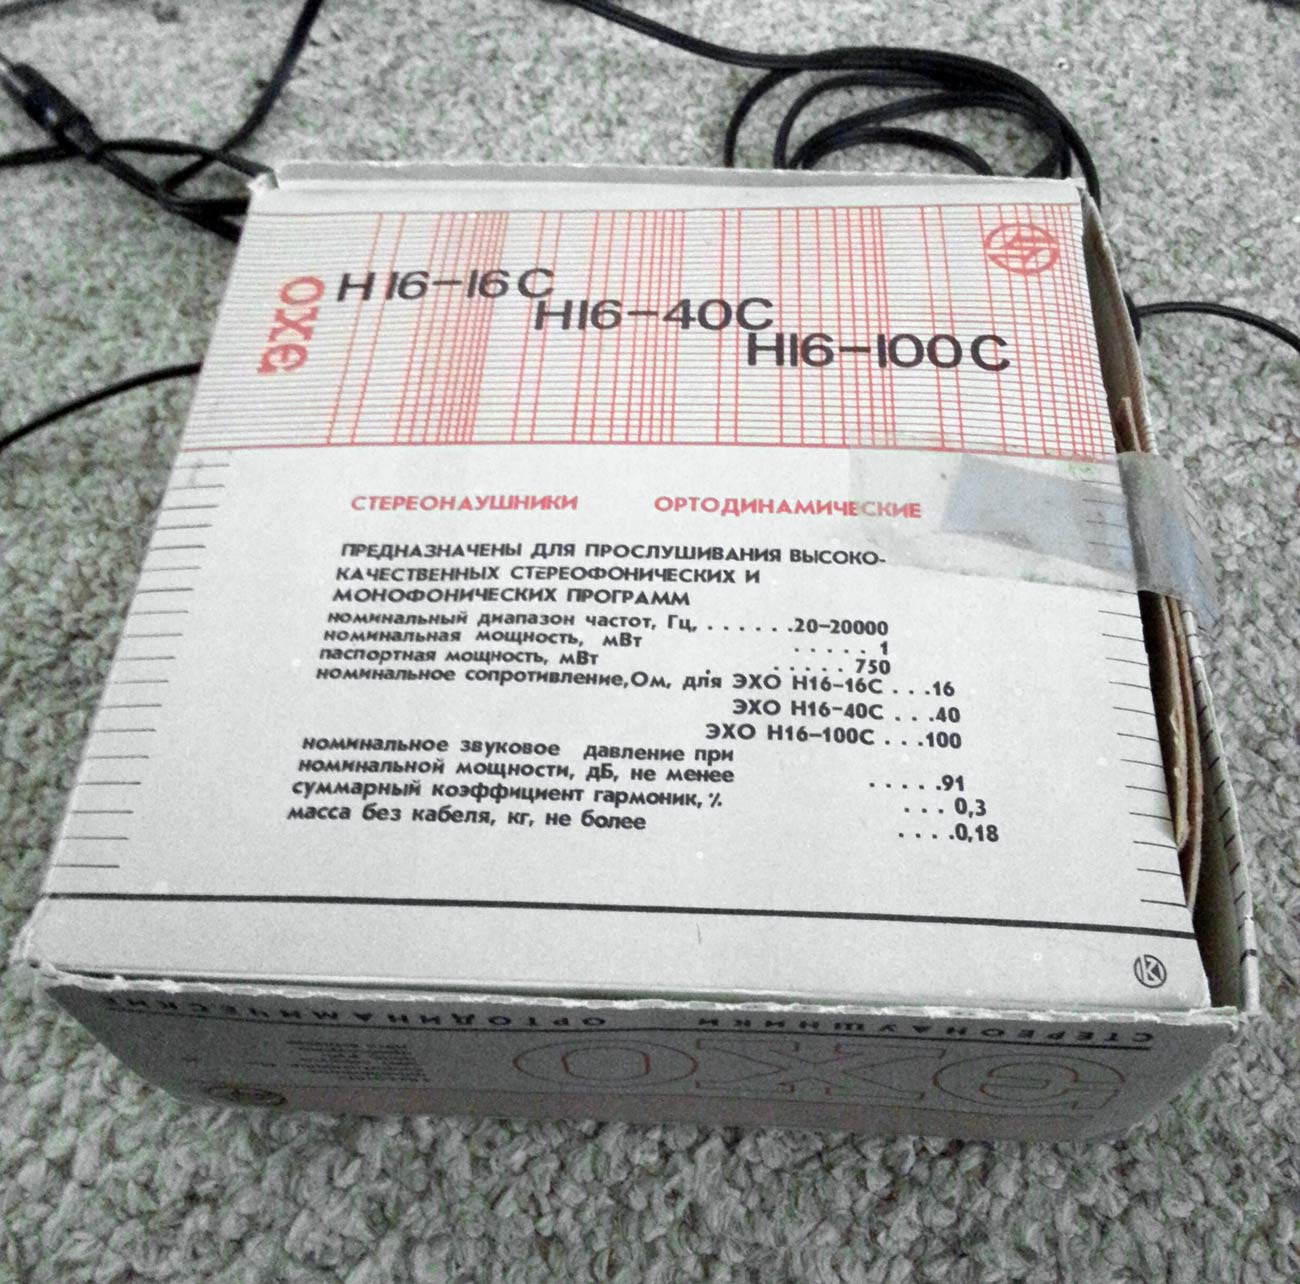 ЭХО
Н16-16С
Н16-40С
Н16-100С
СТЕРЕОНАУШНИКИ ОРТОДИНАМИЧЕСКИЕ
ПРЕДНАЗНАЧЕНЫ ДЛЯ ПРОСЛУШИВАНИЯ ВЫСОКО-
КАЧЕСТВЕННЫХ СТЕРЕОФОНИЧЕСКИХ И
МОНОФОНИЧЕСКИХ ПРОГРАММ
номинальный диапазон частот, Гц, . . . . . .20-20000
номинальная мощность, мВт . . . . . 1
паспортная мощность, мВт . . . . . 750
номинальное сопротивление,Ом, для ЭХО Н16-16С . . .16
ЭХО Н16-40С . . .40
ЭХО Н16-100С . . .100
номинальное звуковое давление при
номинальной мощности, дБ, не менее . . . . .91
суммарный коэффициент гармоник, % . . . 0,3
масса без кабеля, кг, не более . . . .0,18
К
СТЕРЕОНАУШНИКИ ОРТОДИНАМИЧЕСКИЕ
ЭХО